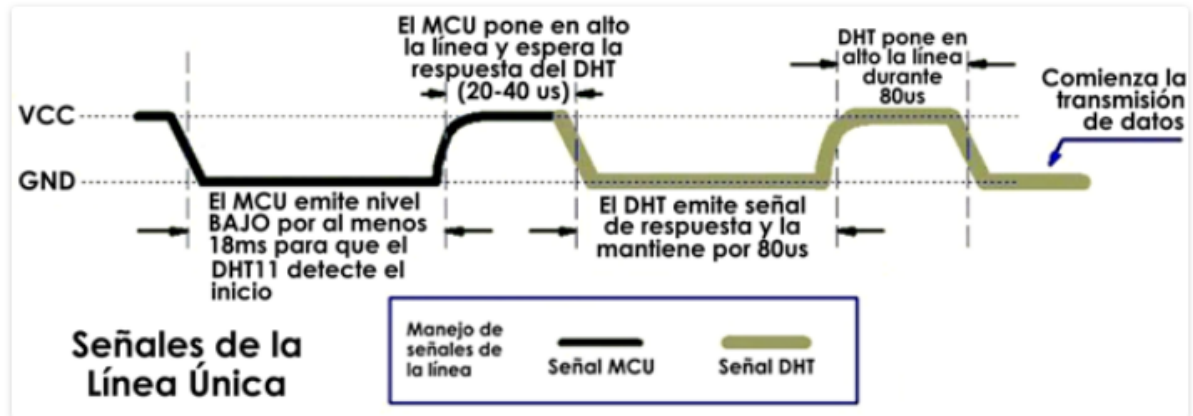 El MCU pone en alto
la línea y espera la
respuesta del DHT
(20-40 us)
DHT pone en
alto la línea
durante
80us
Comienza la
transmisión
de datos
VCC
GND
El MCU emite nivel
BAJO por al menos
18ms para que el
DHT11 detecte el
inicio
El DHT emite señal
de respuesta y la
mantiene por 80us
Señales de la
Línea Única
Manejo de
señales de
la línea
Señal MCU
Señal DHT